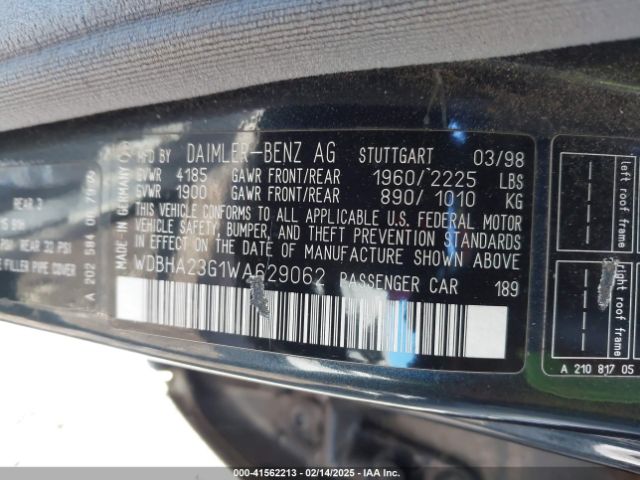 MFD BY DAIMLER-BENZ AG STUTTGART 03/98
GVWR 4185 GAWR FRONT/REAR 1960/ 2225 LBS
GVWR 1900 GAWR FRONT/REAR 890/ 1010 KG
THIS VEHICLE CONFORMS TO ALL APPLICABLE U.S. FEDERAL MOTOR
VEHICLE SAFETY, BUMPER, AND THEFT PREVENTION STANDARDS
IN EFFECT ON THE DATE OF MANUFACTURE SHOWN ABOVE
WDBHA23G1WA629062 PASSENGER CAR 189
MADE IN GERMANY
A 202 584
REAR 3
REAR 32 PSI
FILLER PIPE COVER
left roof frame
right roof frame
A 210 817 05
000-41562213 - 02/14/2025 - IAA Inc.